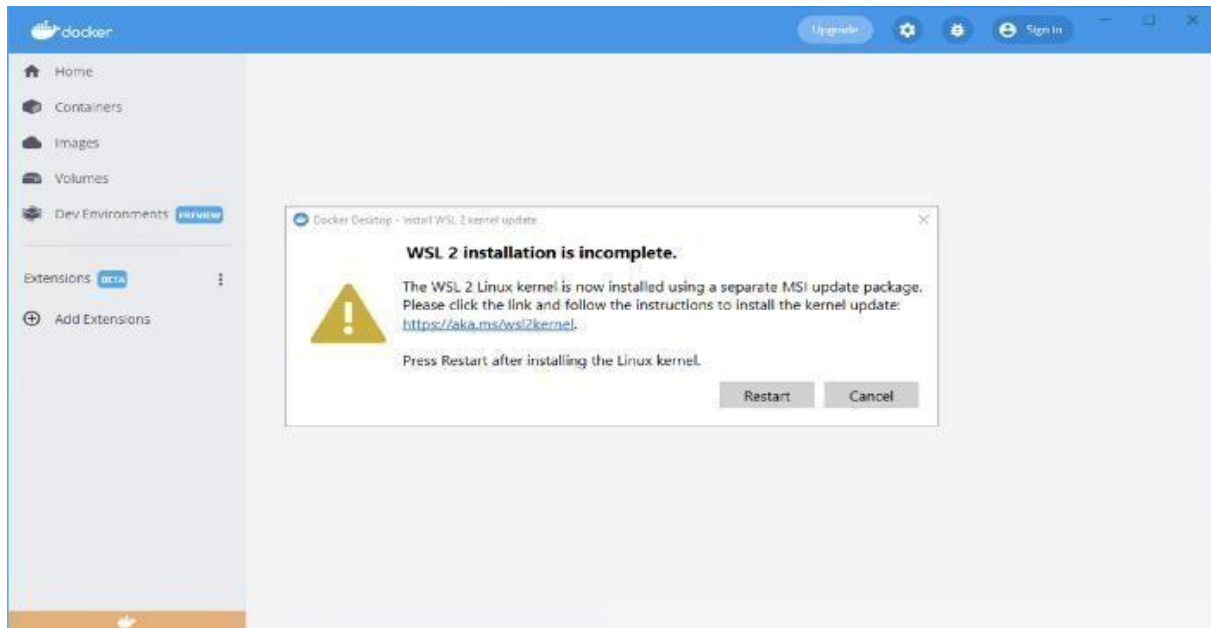 docker
Upgrade
Sign in
Home
Containers
Images
Volumes
Dev Environments PREVIEW
Extensions BETA
Add Extensions
Docker Desktop - Install WSL 2 kernel update
WSL 2 installation is incomplete.
The WSL 2 Linux kernel is now installed using a separate MSI update package.
Please click the link and follow the instructions to install the kernel update:
https://aka.ms/wsl2kernel.
Press Restart after installing the Linux kernel.
Restart Cancel